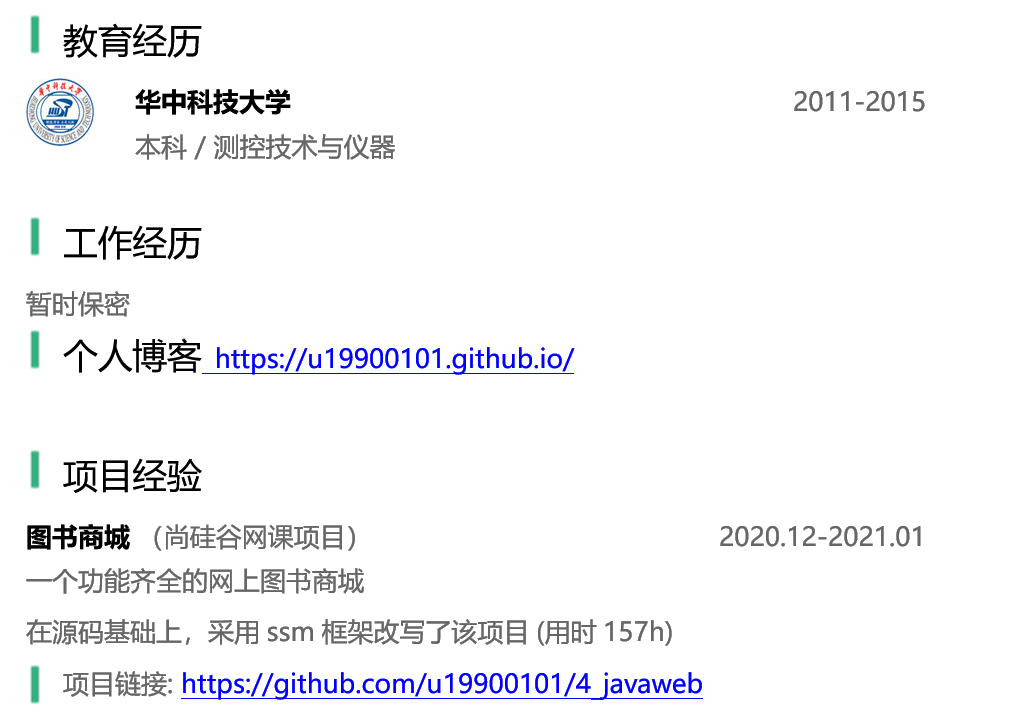 教育经历
华中科技大学 2011-2015
本科 / 测控技术与仪器
工作经历
暂时保密
个人博客 https://u19900101.github.io/
项目经验
图书商城 （尚硅谷网课项目） 2020.12-2021.01
一个功能齐全的网上图书商城
在源码基础上，采用 ssm 框架改写了该项目 (用时 157h)
项目链接: https://github.com/u19900101/4_javaweb